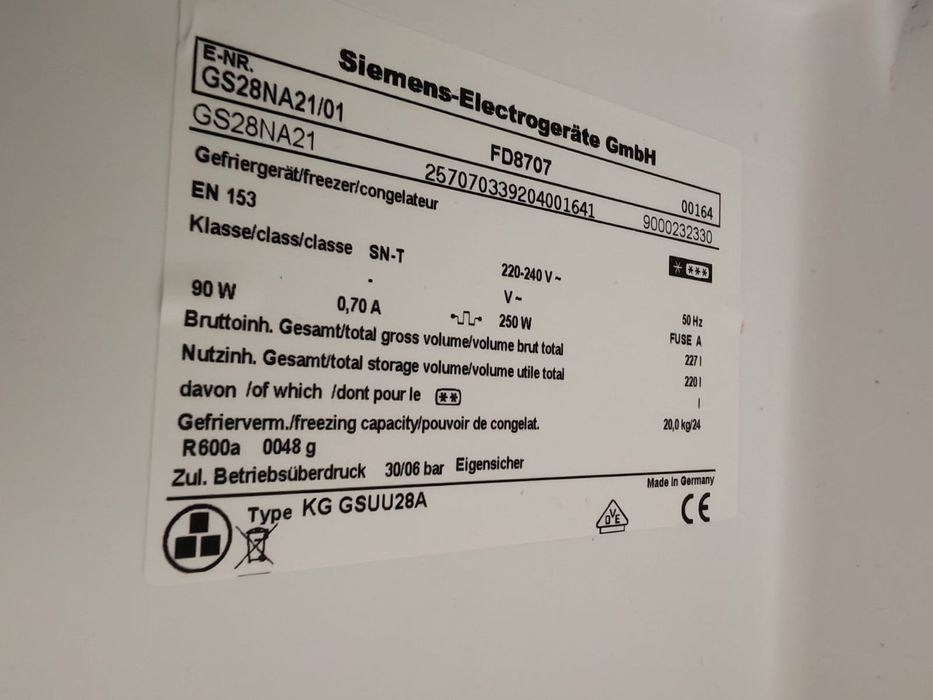 Siemens-Electrogeräte GmbH
E-NR.
GS28NA21/01 FD8707 00164
GS28NA21 257070339204001641 9000232330
Gefriergerät/freezer/congelateur
EN 153
Klasse/class/classe SN-T 220-240 V ~ 50 Hz
- V ~ FUSE A
90 W 0,70 A 250 W
Bruttoinh. Gesamt/total gross volume/volume brut total 227 l
Nutzinh. Gesamt/total storage volume/volume utile total 220 l
davon /of which /dont pour le ** l
Gefrierverm./freezing capacity/pouvoir de congelat. 20,0 kg/24
R600a 0048 g
Zul. Betriebsüberdruck 30/06 bar Eigensicher
Made In Germany
Type KG GSUU28A
DVE
CE